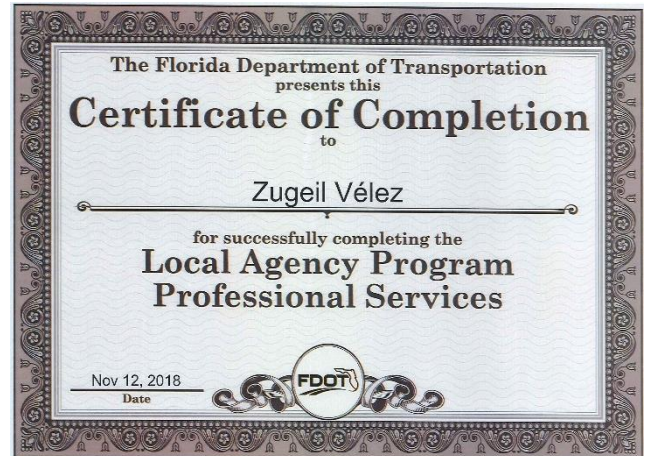 The Florida Department of Transportation
presents this
Certificate of Completion
to
Zugeil Vélez
for successfully completing the
Local Agency Program
Professional Services
Nov 12, 2018
Date
FDOT